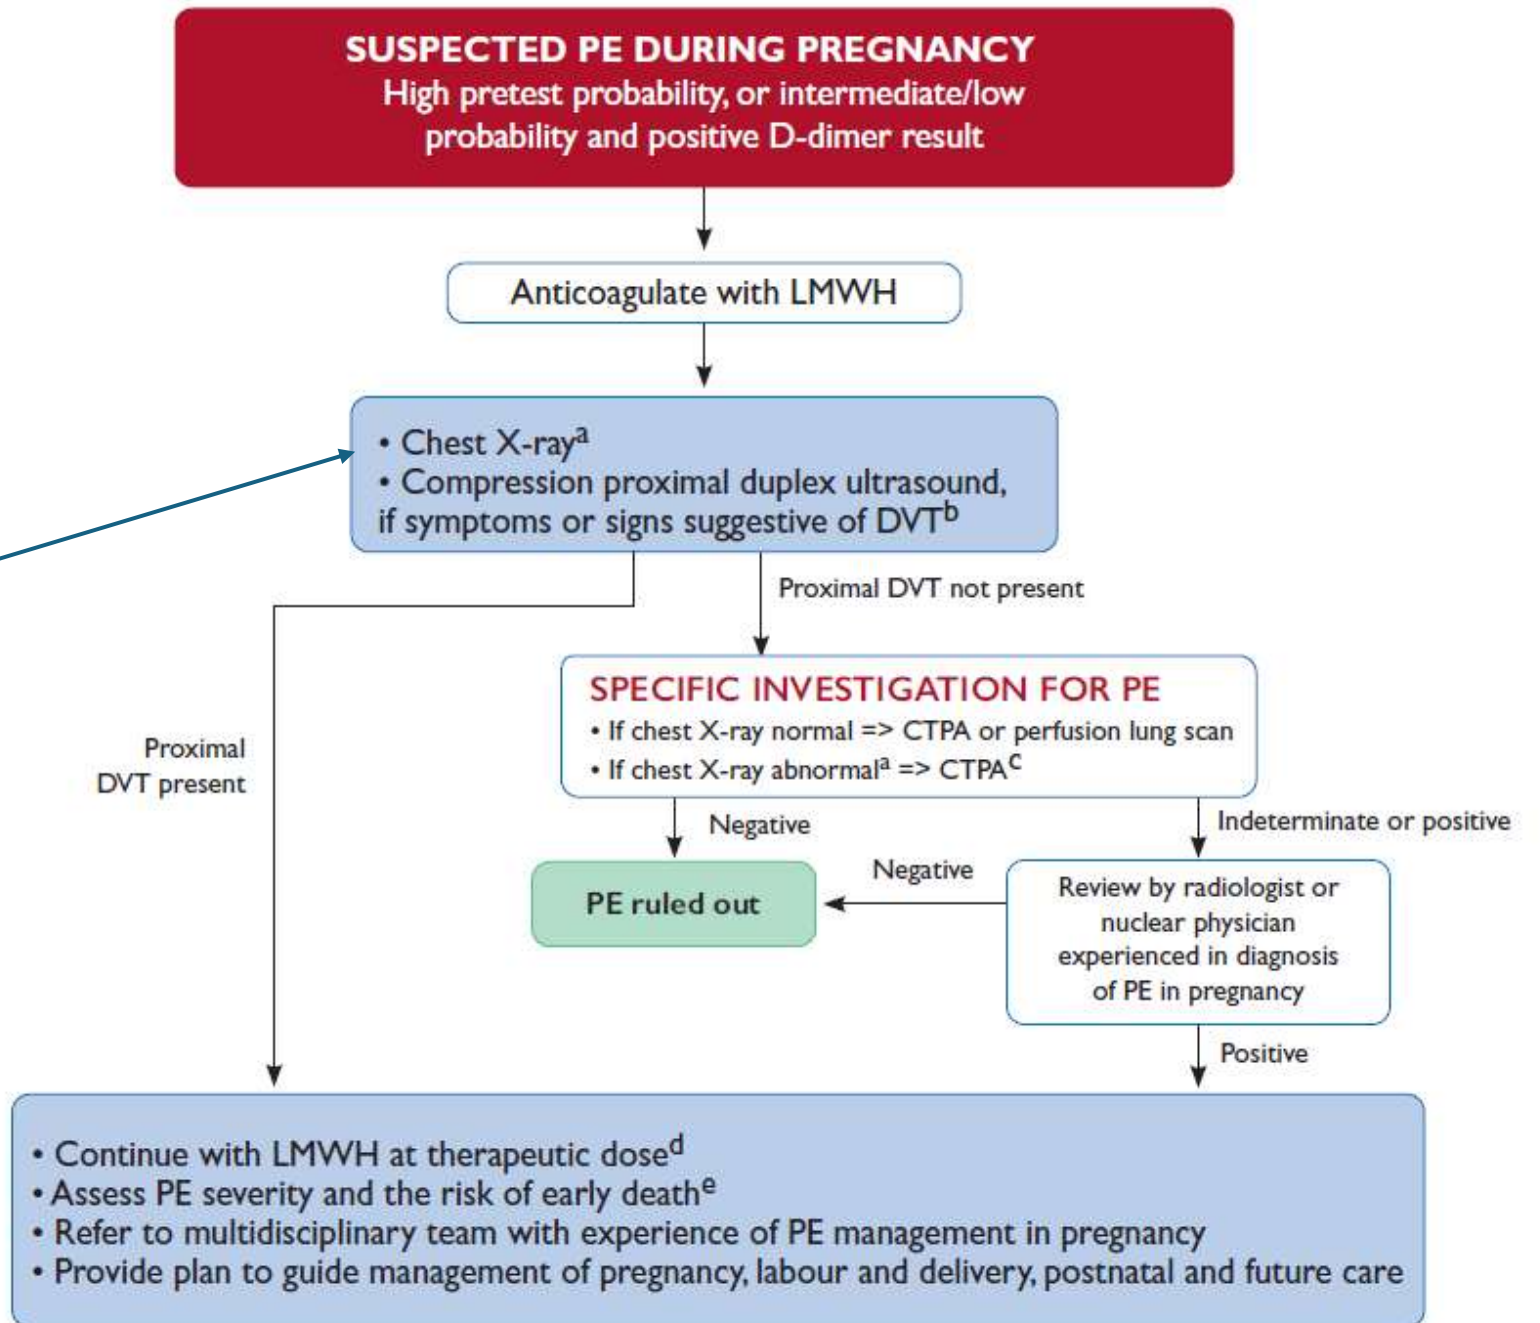 SUSPECTED PE DURING PREGNANCY
High pretest probability, or intermediate/low
probability and positive D-dimer result
Anticoagulate with LMWH
• Chest X-rayᵃ
• Compression proximal duplex ultrasound,
if symptoms or signs suggestive of DVTᵇ
Proximal DVT not present
Proximal
DVT present
SPECIFIC INVESTIGATION FOR PE
• If chest X-ray normal => CTPA or perfusion lung scan
• If chest X-ray abnormalᵃ => CTPAᶜ
Negative
Indeterminate or positive
PE ruled out
Negative
Review by radiologist or
nuclear physician
experienced in diagnosis
of PE in pregnancy
Positive
• Continue with LMWH at therapeutic doseᵈ
• Assess PE severity and the risk of early deathᵉ
• Refer to multidisciplinary team with experience of PE management in pregnancy
• Provide plan to guide management of pregnancy, labour and delivery, postnatal and future care